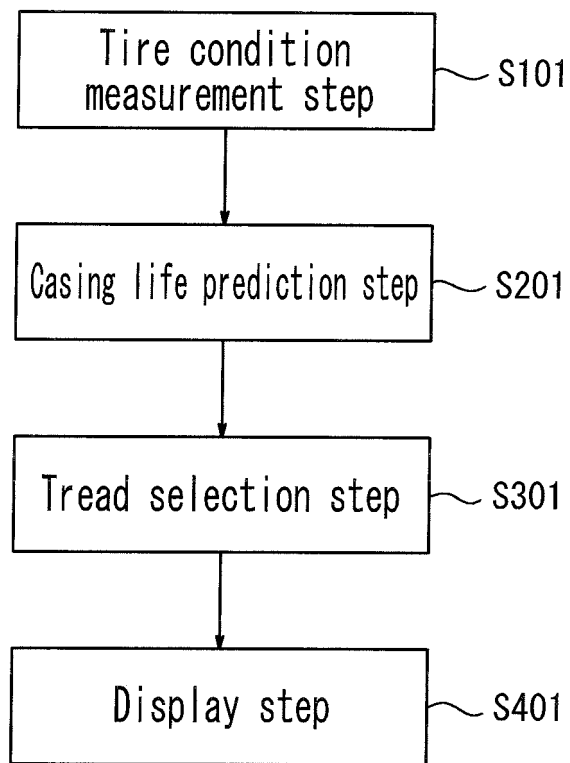 Tire condition
measurement step
S101
Casing life prediction step
S201
Tread selection step
S301
Display step
S401